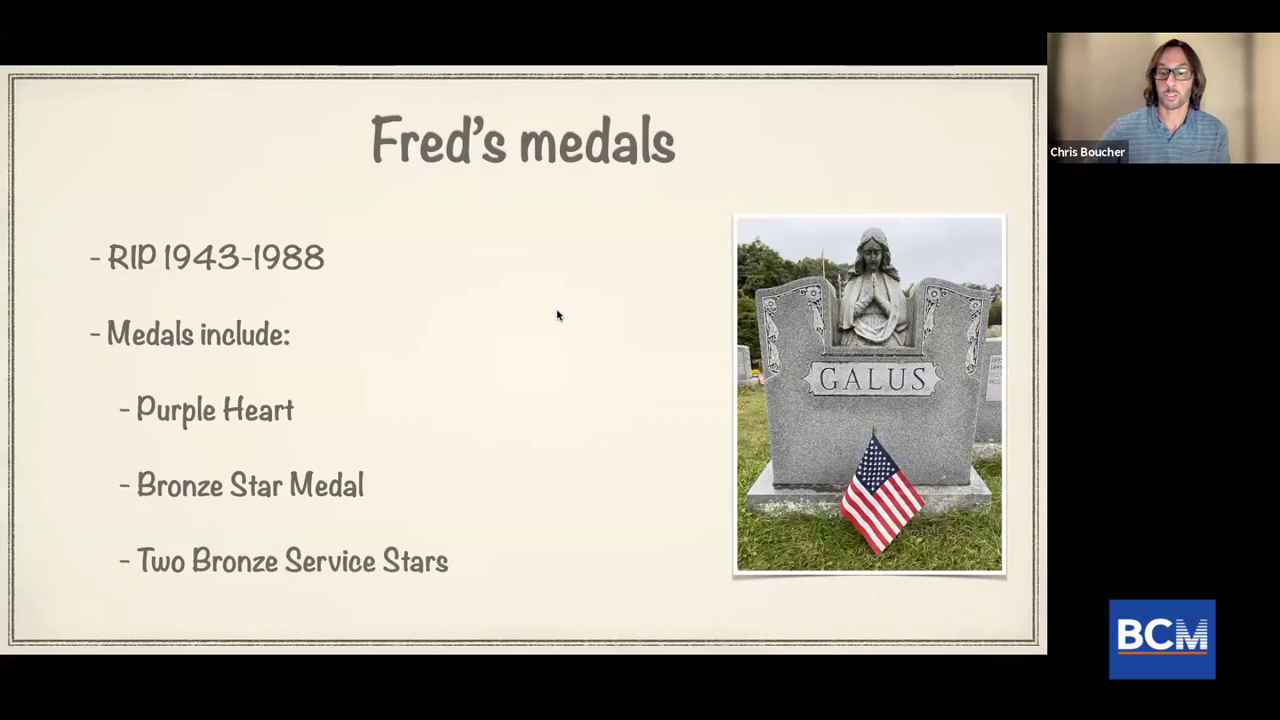 Fred's medals
- RIP 1943-1988
- Medals include:
- Purple Heart
- Bronze Star Medal
- Two Bronze Service Stars
GALUS
Chris Boucher
BCM